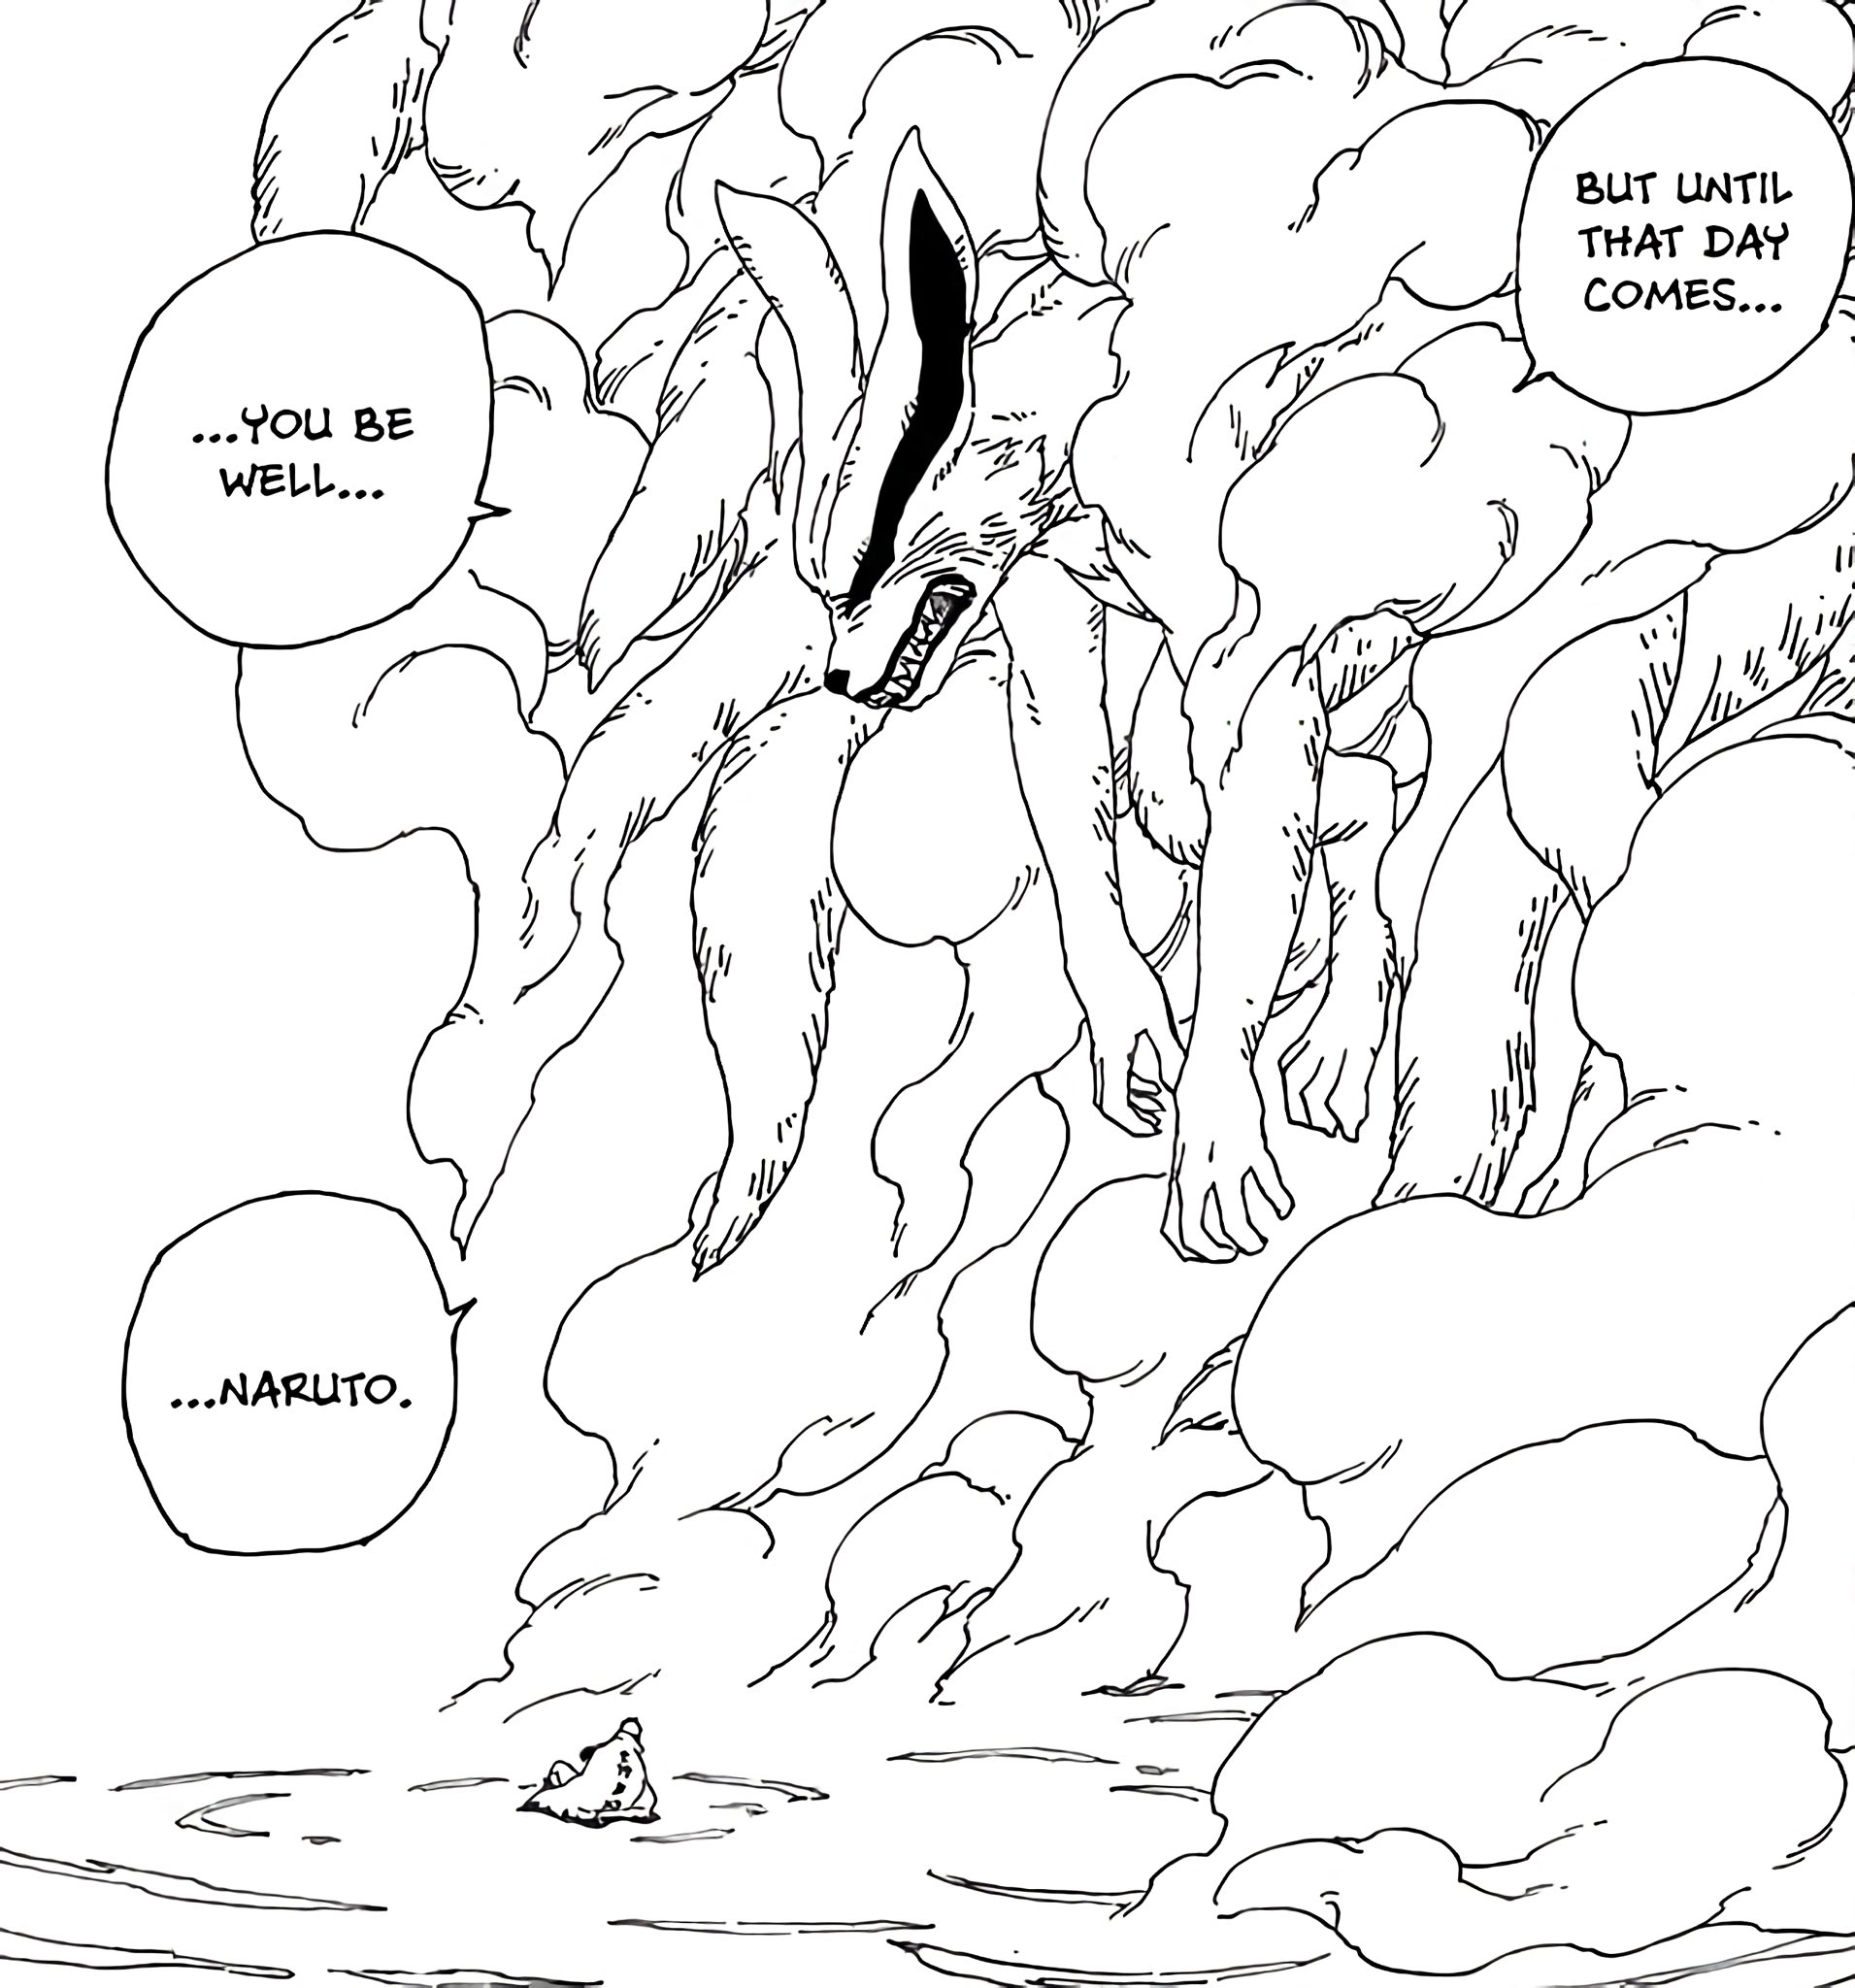 BUT UNTIL
THAT DAY
COMES...
...YOU BE
WELL...
...NARUTO.